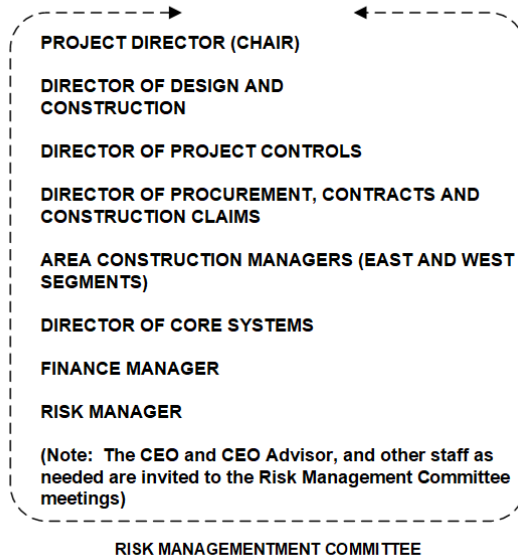 PROJECT DIRECTOR (CHAIR)
DIRECTOR OF DESIGN AND
CONSTRUCTION
DIRECTOR OF PROJECT CONTROLS
DIRECTOR OF PROCUREMENT, CONTRACTS AND
CONSTRUCTION CLAIMS
AREA CONSTRUCTION MANAGERS (EAST AND WEST
SEGMENTS)
DIRECTOR OF CORE SYSTEMS
FINANCE MANAGER
RISK MANAGER
(Note:  The CEO and CEO Advisor, and other staff as
needed are invited to the Risk Management Committee
meetings)
RISK MANAGEMENTMENT COMMITTEE